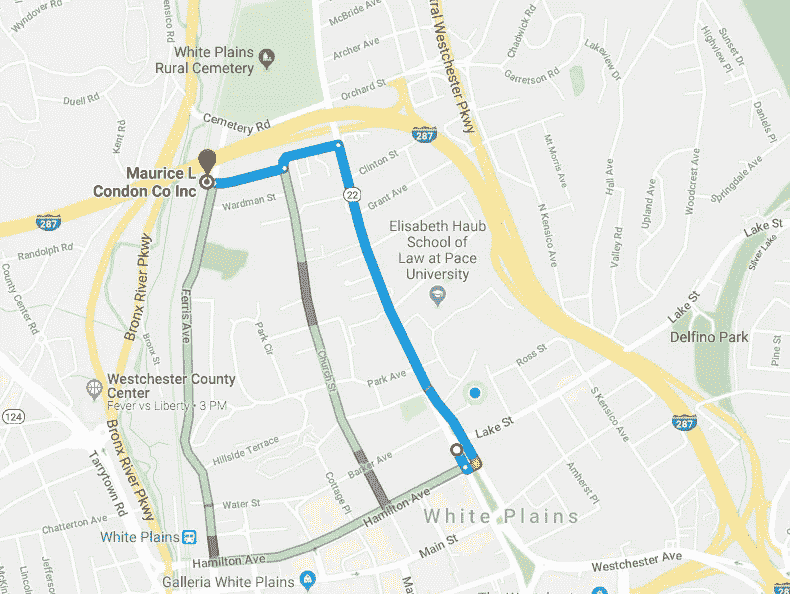 Wyndover Rd
Kensico Rd
McBride Ave
Archer Ave
White Plains
Rural Cemetery
Orchard St
Central Westchester Pkwy
Chadwick Rd
Garretson Rd
Lakeview Dr
Highview Pl
Sunset Dr
Daniels Pl
Duell Rd
Kent Rd
Cemetery Rd
287
Mt Morris Ave
Hall Ave
Woodcrest Ave
Springdale Ave
Upland Ave
Maurice L
Condon Co Inc
Clinton St
Grant Ave
22
Wardman St
287
Randolph Rd
County Center Rd
Bronx River Pkwy
Elisabeth Haub
School of
Law at Pace
University
N Kensico Ave
Valley Rd
Lake St
Silver Lake
Lake St
Delfino Park
Pine St
Ferris Ave
Bronx St
Park Cir
Church St
Park Ave
Ross St
Westchester County
Center
Fever vs Liberty • 3 PM
124
Tarrytown Rd
Bronx River Pkwy
Hillside Terrace
Barker Ave
Lake St
S Kensico Ave
287
Amherst Pl
Cottage Pl
Water St
Chatterton Ave
White Plains
Hamilton Ave
Hamilton Ave
White Plains
Main St
Westchester Ave
Galleria White Plains
Lincoln
Jefferson
The Westchester
287